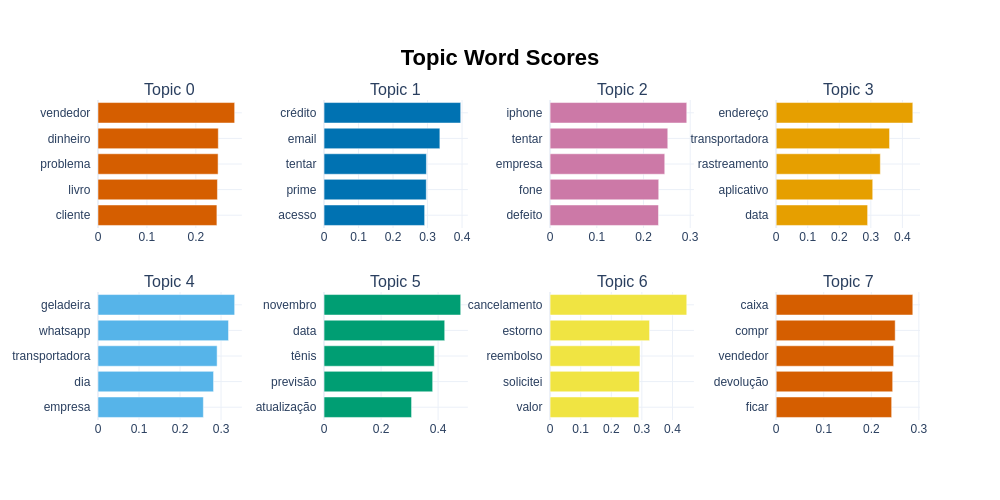 Topic Word Scores
Topic 0
vendedor
dinheiro
problema
livro
cliente
0 0.1 0.2
Topic 1
crédito
email
tentar
prime
acesso
0 0.1 0.2 0.3 0.4
Topic 2
iphone
tentar
empresa
fone
defeito
0 0.1 0.2 0.3
Topic 3
endereço
transportadora
rastreamento
aplicativo
data
0 0.1 0.2 0.3 0.4
Topic 4
geladeira
whatsapp
transportadora
dia
empresa
0 0.1 0.2 0.3
Topic 5
novembro
data
tênis
previsão
atualização
0 0.2 0.4
Topic 6
cancelamento
estorno
reembolso
solicitei
valor
0 0.1 0.2 0.3 0.4
Topic 7
caixa
compr
vendedor
devolução
ficar
0 0.1 0.2 0.3